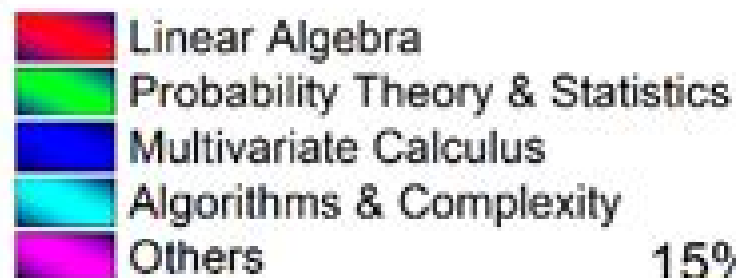 Linear Algebra
Probability Theory & Statistics
Multivariate Calculus
Algorithms & Complexity
Others
15%